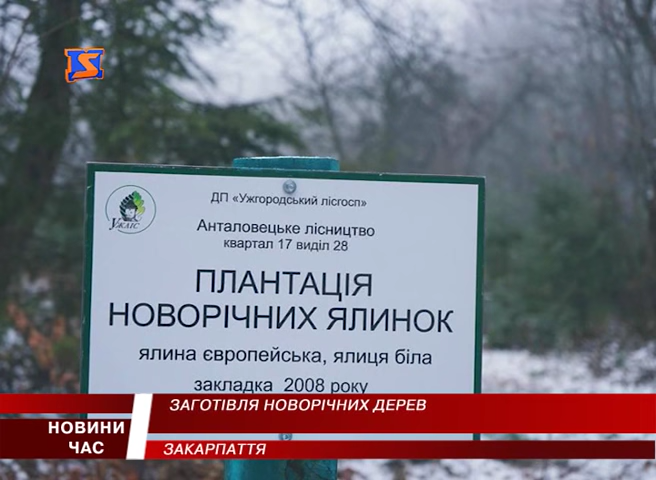 S
ДП «Ужгородський лісгосп»
УЖЛІС
Анталовецьке лісництво
квартал 17 виділ 28
ПЛАНТАЦІЯ
НОВОРІЧНИХ ЯЛИНОК
ялина європейська, ялиця біла
закладка 2008 року
ЗАГОТІВЛЯ НОВОРІЧНИХ ДЕРЕВ
НОВИНИ
ЧАС
ЗАКАРПАТТЯ